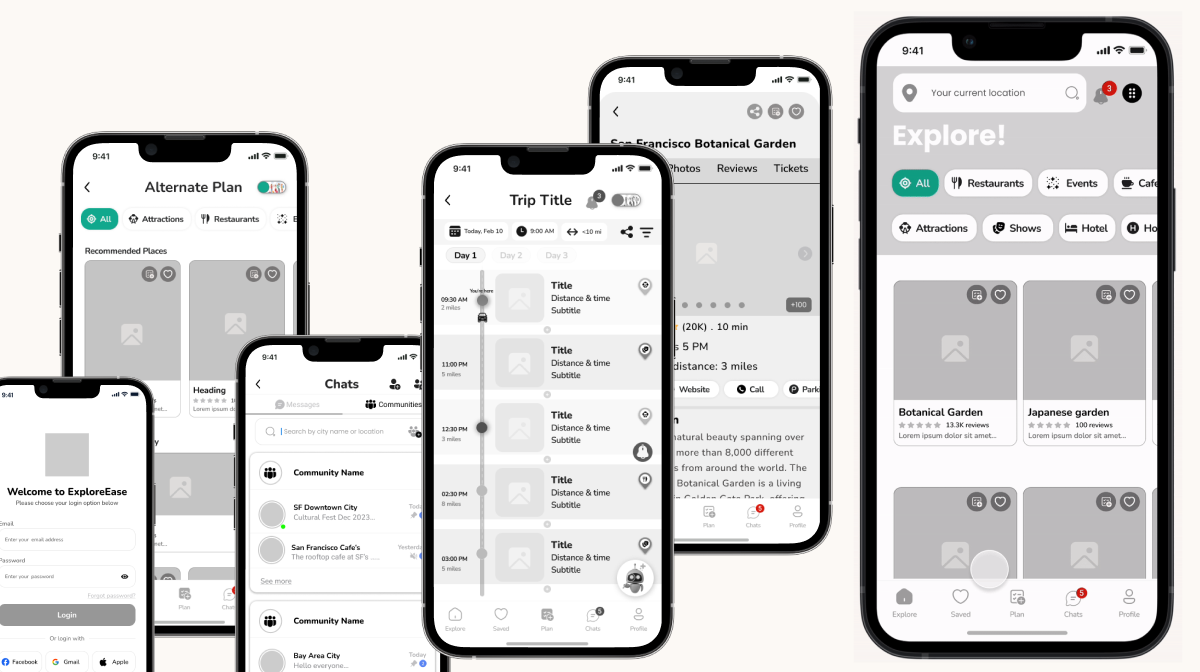 9:41
Alternate Plan
All
Attractions
Restaurants
Recommended Places
Heading
Lorem ipsum dolor sit amet...
Plan
Chats
9:41
Welcome to ExploreEase
Please choose your login option below
Email
Enter your email address
Password
Enter your password
Forgot password?
Login
Or login with
Facebook
Gmail
Apple
9:41
Chats
Messages
Communities
Search by city name or location
Community Name
SF Downtown City
Cultural Fest Dec 2023...
Today
San Francisco Cafe's
The rooftop cafe at SF's ....
Yesterday
See more
Community Name
Bay Area City
Hello everyone...
Today
2
9:41
Trip Title
3
Today, Feb 10
9:00 AM
<10 mi
Day 1
Day 2
Day 3
You're here
09:30 AM
2 miles
Title
Distance & time
Subtitle
11:00 PM
5 miles
Title
Distance & time
Subtitle
12:30 PM
3 miles
Title
Distance & time
Subtitle
02:30 PM
8 miles
Title
Distance & time
Subtitle
03:00 PM
5 miles
Title
Distance & time
Subtitle
Explore
Saved
Plan
5
Chats
Profile
9:41
San Francisco Botanical Garden
Photos
Reviews
Tickets
+100
(20K) . 10 min
5 PM
distance: 3 miles
Website
Call
natural beauty spanning over
more than 8,000 different
from around the world. The
Botanical Garden is a living
Plan
5
Chats
Profile
9:41
Your current location
3
Explore!
All
Restaurants
Events
Cafe
Attractions
Shows
Hotel
Ho
Botanical Garden
13.3K reviews
Lorem ipsum dolor sit amet...
Japanese garden
100 reviews
Lorem ipsum dolor sit amet...
Explore
Saved
Plan
5
Chats
Profile